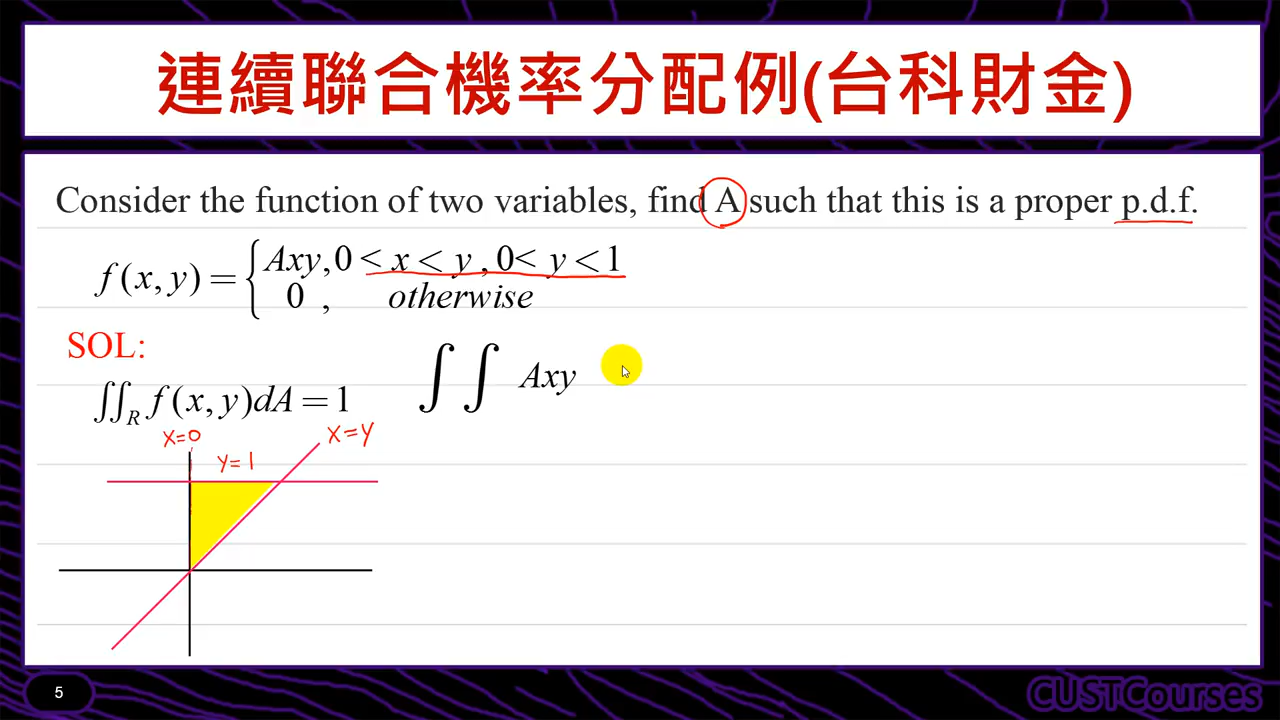 連續聯合機率分配例(台科財金)
Consider the function of two variables, find A such that this is a proper p.d.f.
f(x, y) = { Axy, 0 < x < y , 0 < y < 1
0 , otherwise
SOL:
∬_R f(x, y)dA = 1
∫ ∫ Axy
x=0
y=1
x=y
5
CUSTCourses